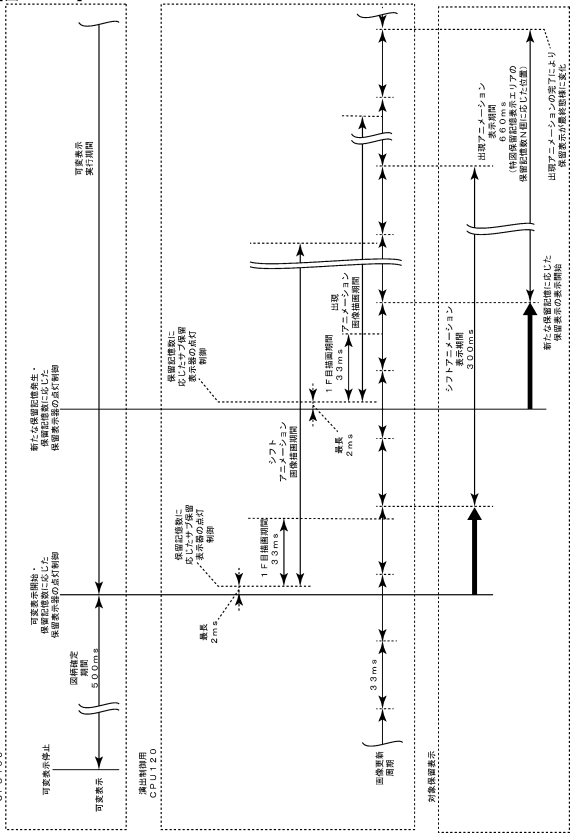 可変表示停止
可変表示
図柄確定
期間
500ms
可変表示開始・
保留記憶数に応じた
保留表示器の点灯制御
新たな保留記憶発生・
保留記憶数に応じた
保留表示器の点灯制御
可変表示
実行期間
演出制御用
CPU120
最長
2ms
保留記憶数に
応じたサブ保留
表示器の点灯
制御
1F目描画期間
33ms
シフト
アニメーション
画像描画期間
最長
2ms
保留記憶数に
応じたサブ保留
表示器の点灯
制御
1F目描画期間
33ms
出現
アニメーション
画像描画期間
画像更新
周期
33ms
対象保留表示
シフトアニメーション
表示期間
300ms
新たな保留記憶に応じた
保留表示の表示開始
出現アニメーション
表示期間
660ms
(特図保留記憶表示エリアの
保留記憶数N個に応じた位置)
出現アニメーションの完了により
保留表示が最終態様に変化